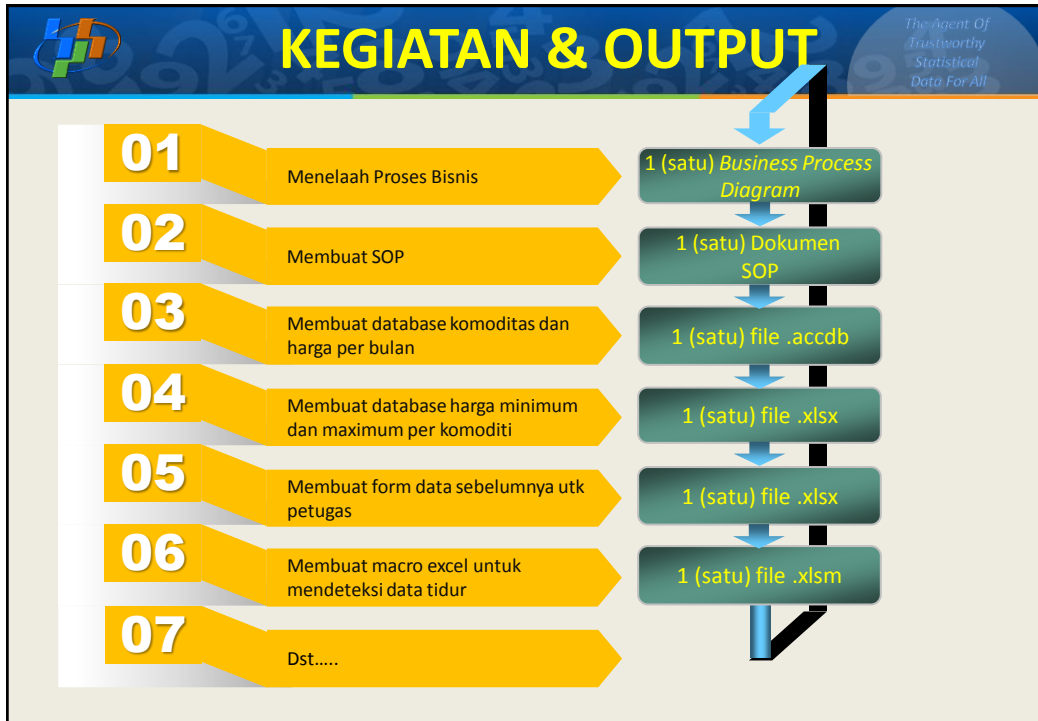 KEGIATAN & OUTPUT
The Agent Of
Trustworthy
Statistical
Data For All
01
Menelaah Proses Bisnis
1 (satu) Business Process
Diagram
02
Membuat SOP
1 (satu) Dokumen
SOP
03
Membuat database komoditas dan
harga per bulan
1 (satu) file .accdb
04
Membuat database harga minimum
dan maximum per komoditi
1 (satu) file .xlsx
05
Membuat form data sebelumnya utk
petugas
1 (satu) file .xlsx
06
Membuat macro excel untuk
mendeteksi data tidur
1 (satu) file .xlsm
07
Dst.....